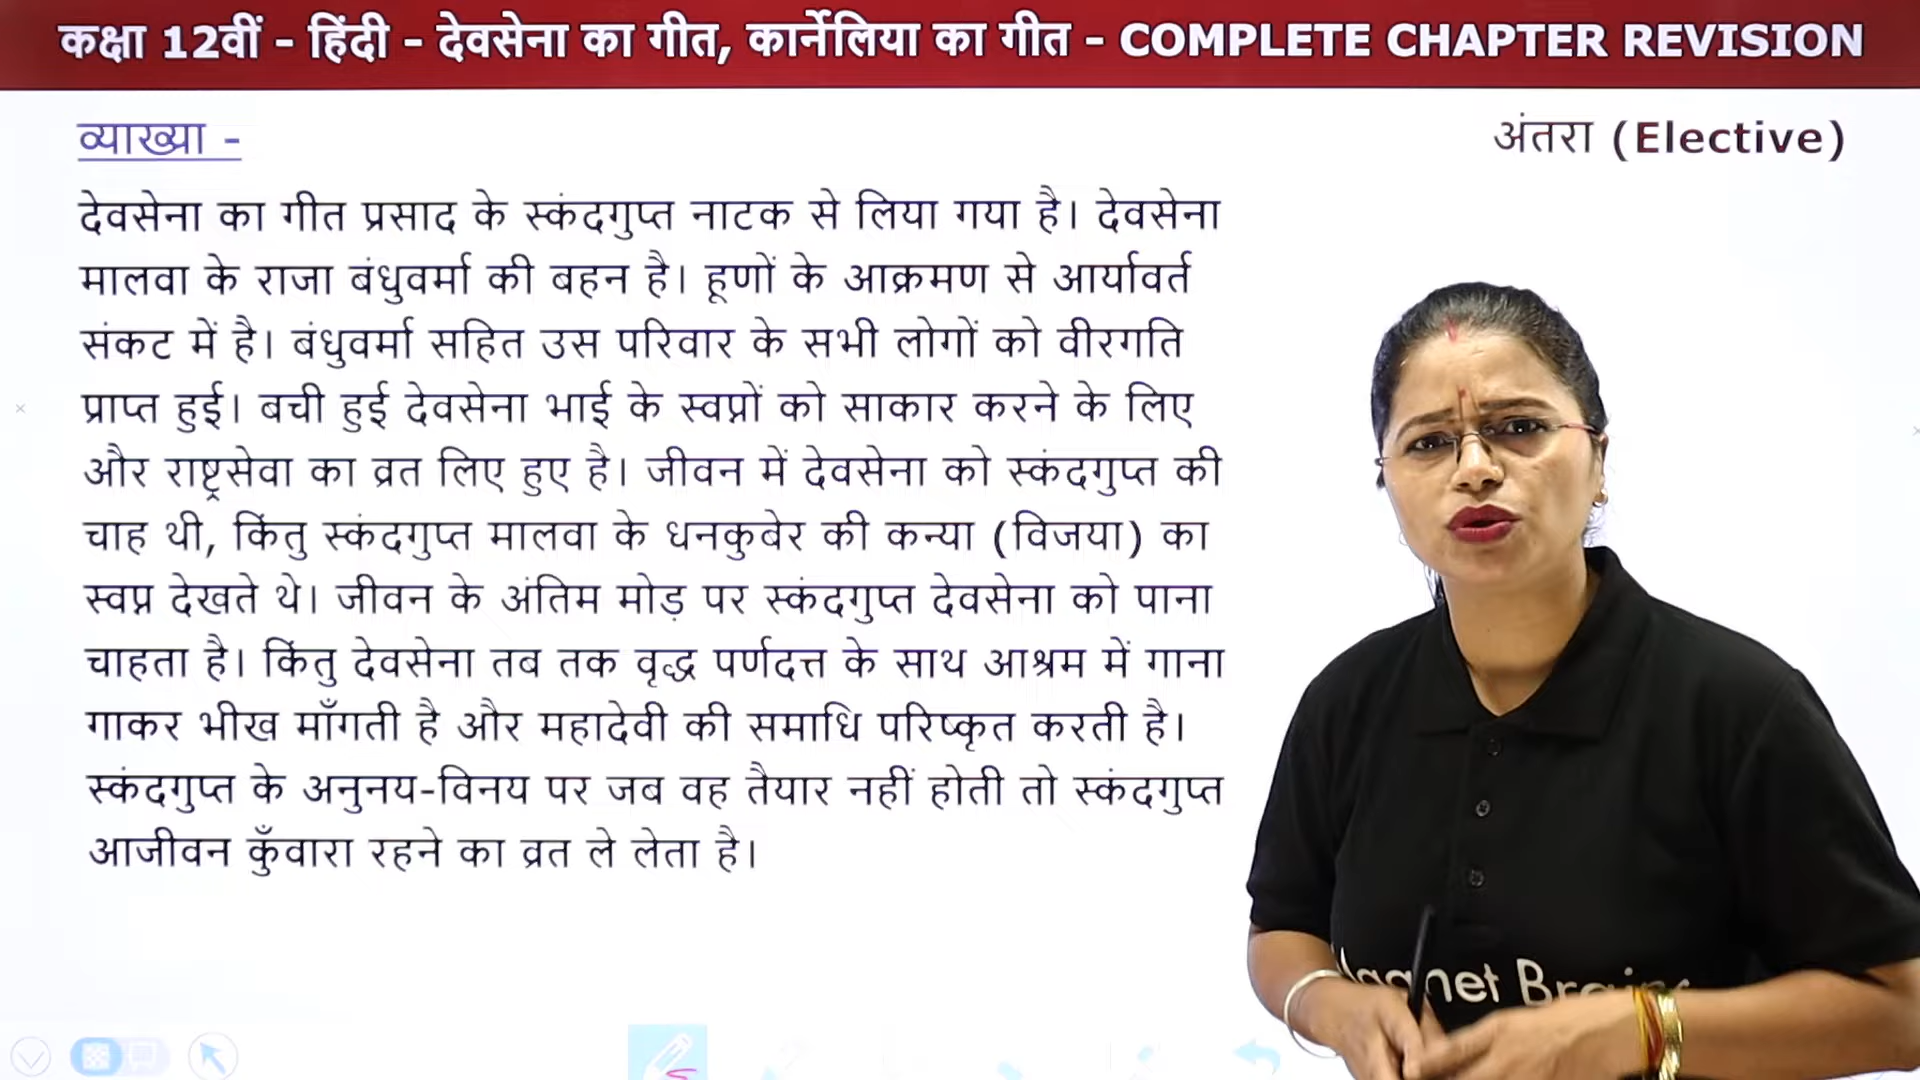 कक्षा 12वीं - हिंदी - देवसेना का गीत, कार्नेलिया का गीत - COMPLETE CHAPTER REVISION
व्याख्या -
अंतरा (Elective)
देवसेना का गीत प्रसाद के स्कंदगुप्त नाटक से लिया गया है। देवसेना
मालवा के राजा बंधुवर्मा की बहन है। हूणों के आक्रमण से आर्यावर्त
संकट में है। बंधुवर्मा सहित उस परिवार के सभी लोगों को वीरगति
प्राप्त हुई। बची हुई देवसेना भाई के स्वप्नों को साकार करने के लिए
और राष्ट्रसेवा का व्रत लिए हुए है। जीवन में देवसेना को स्कंदगुप्त की
चाह थी, किंतु स्कंदगुप्त मालवा के धनकुबेर की कन्या (विजया) का
स्वप्न देखते थे। जीवन के अंतिम मोड़ पर स्कंदगुप्त देवसेना को पाना
चाहता है। किंतु देवसेना तब तक वृद्ध पर्णदत्त के साथ आश्रम में गाना
गाकर भीख माँगती है और महादेवी की समाधि परिष्कृत करती है।
स्कंदगुप्त के अनुनय-विनय पर जब वह तैयार नहीं होती तो स्कंदगुप्त
आजीवन कुँवारा रहने का व्रत ले लेता है।